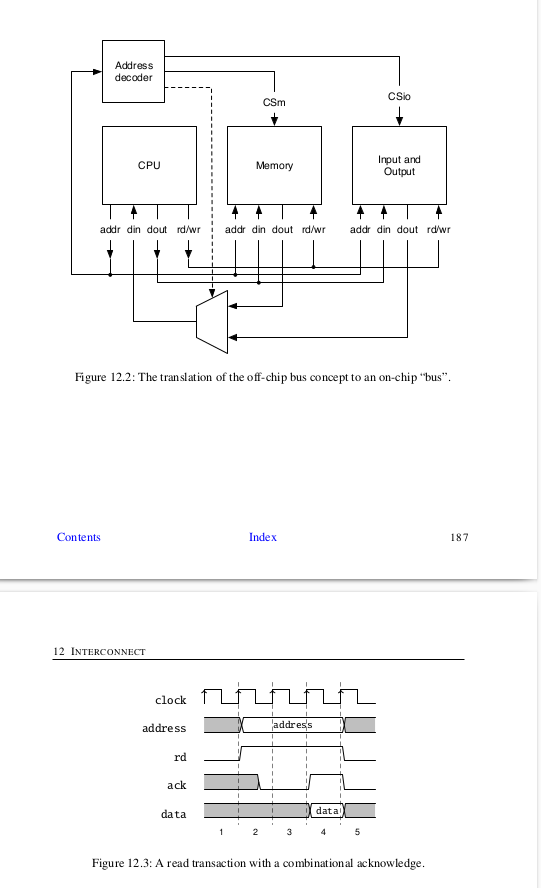 Address
decoder
CSm
CSio
CPU
Memory
Input and
Output
addr din dout rd/wr addr din dout rd/wr addr din dout rd/wr
Figure 12.2: The translation of the off-chip bus concept to an on-chip “bus”.
Contents Index 187
12 INTERCONNECT
clock
address address
rd
ack
data data
1 2 3 4 5
Figure 12.3: A read transaction with a combinational acknowledge.